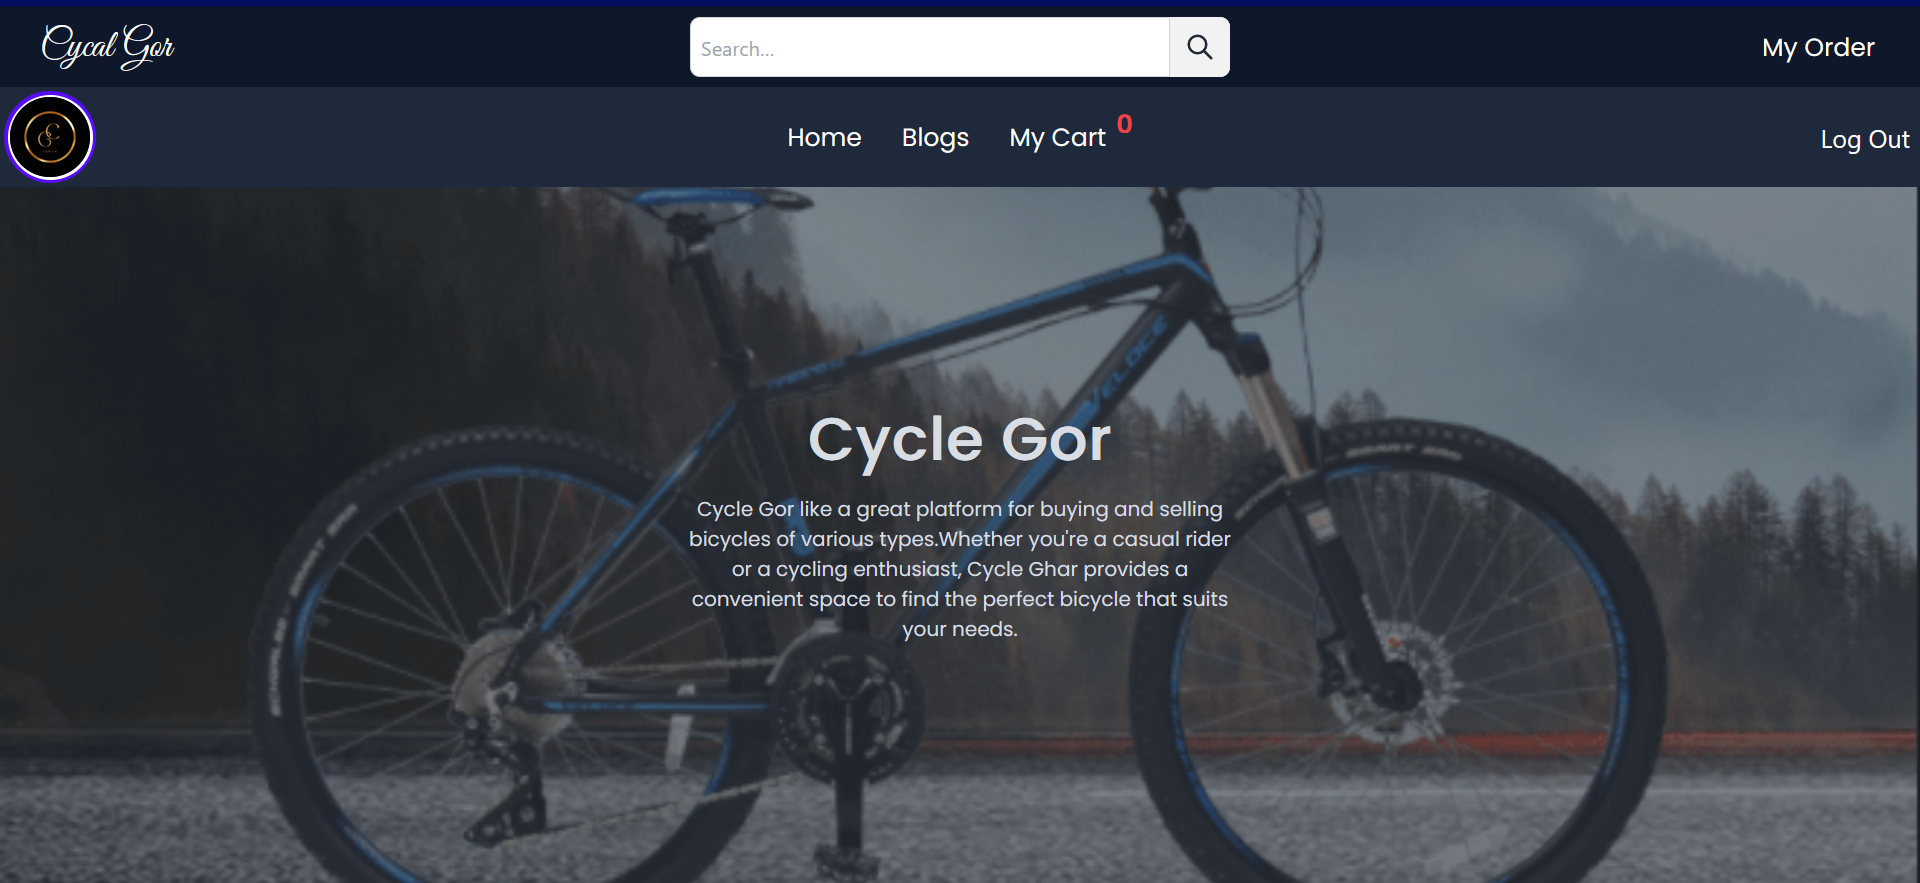 Cycal Gor
Search...
My Order
Home Blogs My Cart 0
Log Out
VELOCE
Cycle Gor
Cycle Gor like a great platform for buying and selling
bicycles of various types.Whether you're a casual rider
or a cycling enthusiast, Cycle Ghar provides a
convenient space to find the perfect bicycle that suits
your needs.